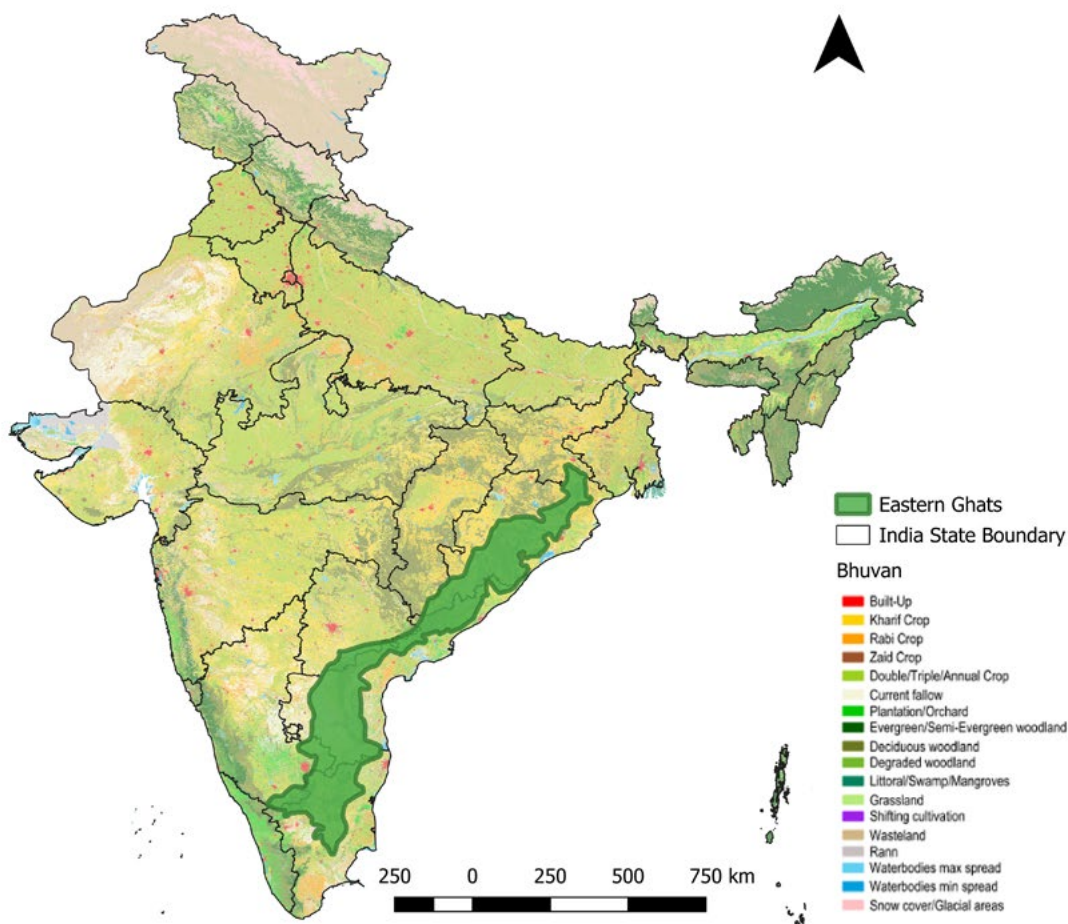 Eastern Ghats
India State Boundary
Bhuvan
Built-Up
Kharif Crop
Rabi Crop
Zaid Crop
Double/Triple/Annual Crop
Current fallow
Plantation/Orchard
Evergreen/Semi-Evergreen woodland
Deciduous woodland
Degraded woodland
Littoral/Swamp/Mangroves
Grassland
Shifting cultivation
Wasteland
Rann
Waterbodies max spread
Waterbodies min spread
Snow cover/Glacial areas
250 0 250 500 750 km